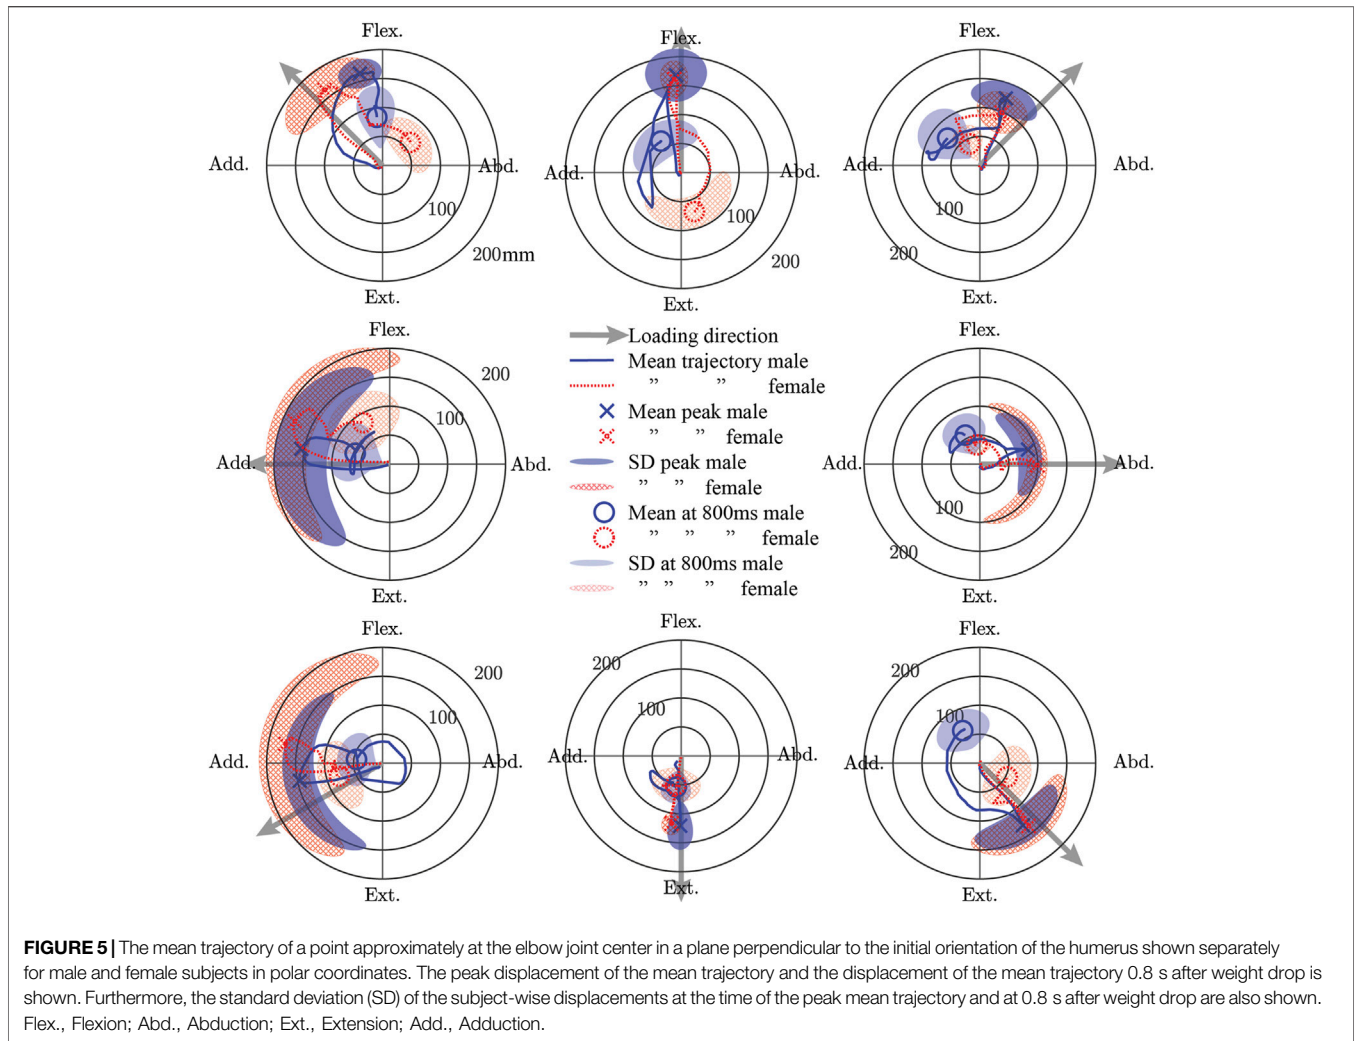 Flex.
Flex.
Flex.
Add.
Abd.
Add.
Abd.
Add.
Abd.
100
100
100
200mm
200
200
Ext.
Ext.
Ext.
Flex.
Loading direction
Flex.
200
Mean trajectory male
” ” female
100
Mean peak male
” ” female
Add.
Abd.
SD peak male
Add.
Abd.
” ” female
100
Mean at 800ms male
” ” ” female
200
SD at 800ms male
” ” ” female
Ext.
Ext.
Flex.
Flex.
Flex.
200
200
200
100
100
100
Add.
Abd.
Add.
Abd.
Add.
Abd.
Ext.
Ext.
Ext.
FIGURE 5 | The mean trajectory of a point approximately at the elbow joint center in a plane perpendicular to the initial orientation of the humerus shown separately
for male and female subjects in polar coordinates. The peak displacement of the mean trajectory and the displacement of the mean trajectory 0.8 s after weight drop is
shown. Furthermore, the standard deviation (SD) of the subject-wise displacements at the time of the peak mean trajectory and at 0.8 s after weight drop are also shown.
Flex., Flexion; Abd., Abduction; Ext., Extension; Add., Adduction.